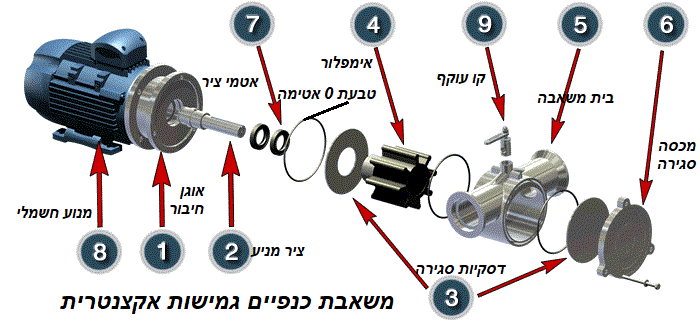 7
4
9
5
6
אימפלור
אטמי ציר
קו עוקף
טבעת O אטימה
בית משאבה
מכסה
סגירה
אוגן
חיבור
מנוע חשמלי
ציר מניע
דסקיות סגירה
8
1
2
3
משאבת כנפיים גמישות אקצנטרית